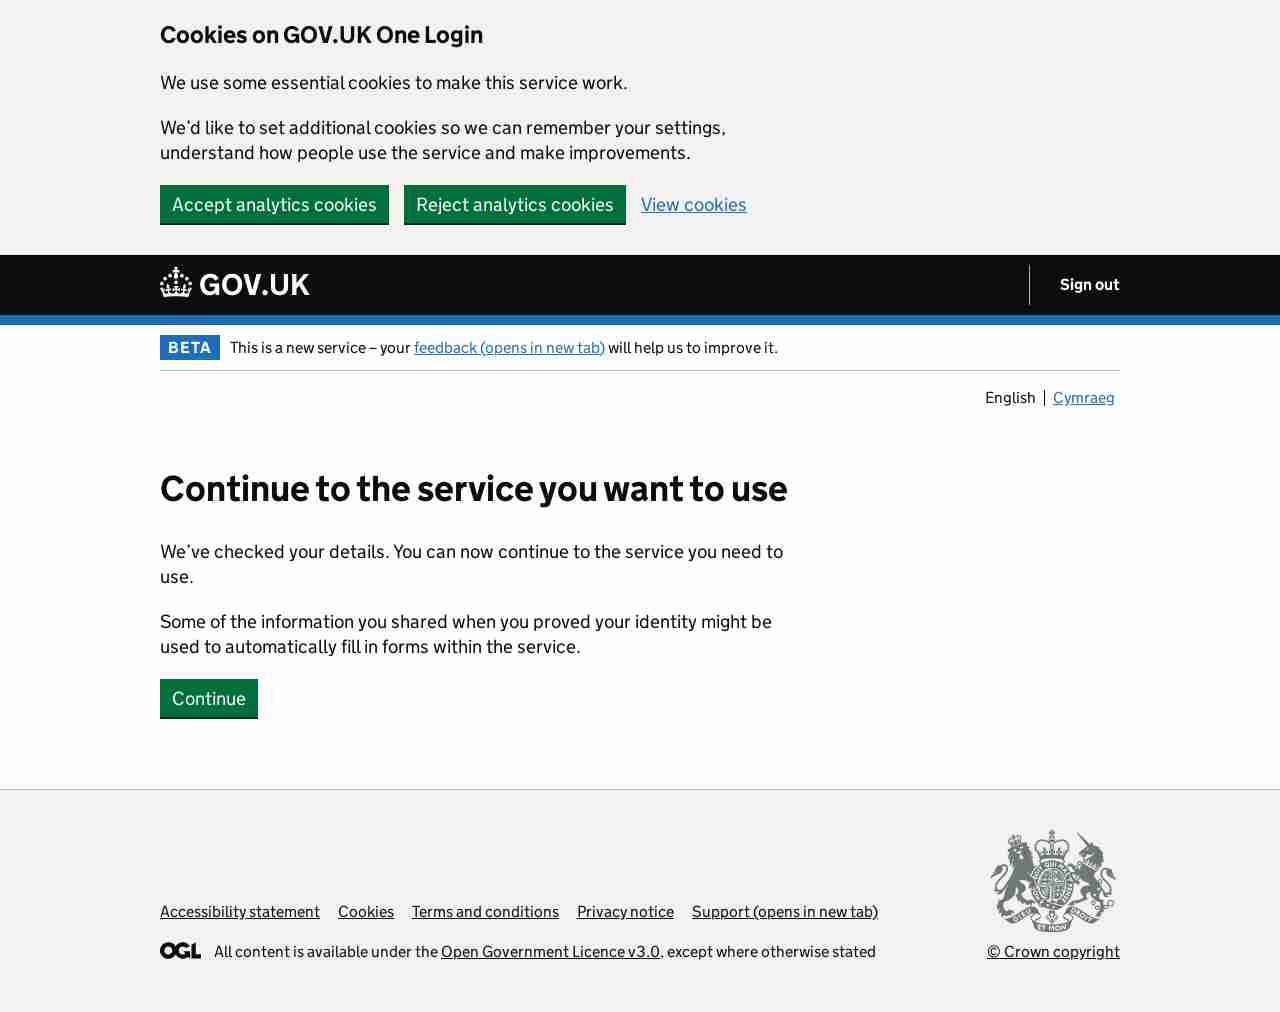 Cookies on GOV.UK One Login
We use some essential cookies to make this service work.
We’d like to set additional cookies so we can remember your settings,
understand how people use the service and make improvements.
Accept analytics cookies Reject analytics cookies View cookies
GOV.UK Sign out
BETA This is a new service – your feedback (opens in new tab) will help us to improve it.
English Cymraeg
Continue to the service you want to use
We’ve checked your details. You can now continue to the service you need to
use.
Some of the information you shared when you proved your identity might be
used to automatically fill in forms within the service.
Continue
Accessibility statement Cookies Terms and conditions Privacy notice Support (opens in new tab)
OGL All content is available under the Open Government Licence v3.0, except where otherwise stated
© Crown copyright